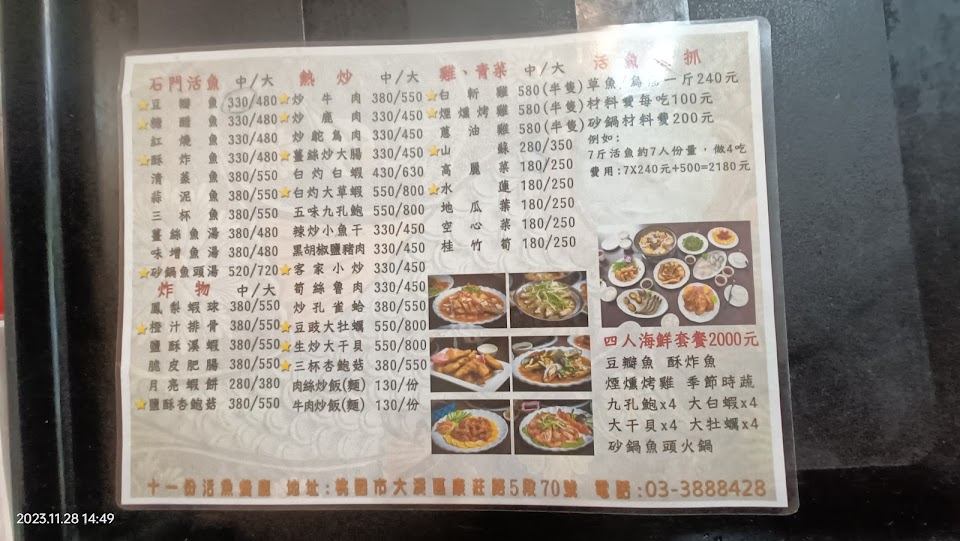 石門活魚 中/大
★豆瓣魚 330/480
★糖醋魚 330/480
紅燒魚 330/480
★酥炸魚 330/480
清蒸魚 380/550
蒜泥魚 380/550
三杯魚 380/550
薑絲魚湯 380/480
味增魚湯 380/480
★砂鍋魚頭湯 520/720
炸物 中/大
鳳梨蝦球 380/550
★橙汁排骨 380/550
鹽酥溪蝦 380/550
脆皮肥腸 380/550
月亮蝦餅 280/380
★鹽酥杏鮑菇 380/550
熱炒 中/大
★炒牛肉 380/550
★炒鹿肉 330/450
炒鴕鳥肉 330/450
★薑絲炒大腸 330/450
白灼白蝦 430/630
★白灼大草蝦 550/800
五味九孔鮑 550/800
辣炒小魚干 330/450
黑胡椒鹽豬肉 330/450
★客家小炒 330/450
筍絲魯肉 330/450
炒孔雀蛤 380/550
★豆豉大牡蠣 550/800
★生炒大干貝 550/800
★三杯杏鮑菇 380/550
肉絲炒飯(麵) 130/份
牛肉炒飯(麵) 130/份
雞、青菜 中/大
★白斬雞 580(半隻)
★煙燻烤雞 580(半隻)
蔥油雞 580(半隻)
★山蘇 280/350
高麗菜 180/250
★水蓮 180/250
地瓜葉 180/250
空心菜 180/250
桂竹筍 180/250
活魚 抓
草魚 一斤240元
材料費每吃100元
砂鍋材料費200元
例如:
7斤活魚約7人份量，做4吃
費用:7X240元+500=2180元
四人海鮮套餐2000元
豆瓣魚 酥炸魚
煙燻烤雞 季節時蔬
九孔鮑x4 大白蝦x4
大干貝x4 大牡蠣x4
砂鍋魚頭火鍋
十一份活魚餐廳 地址:桃園市大溪區康莊路5段70號 電話:03-3888428
2023.11.28 14:49